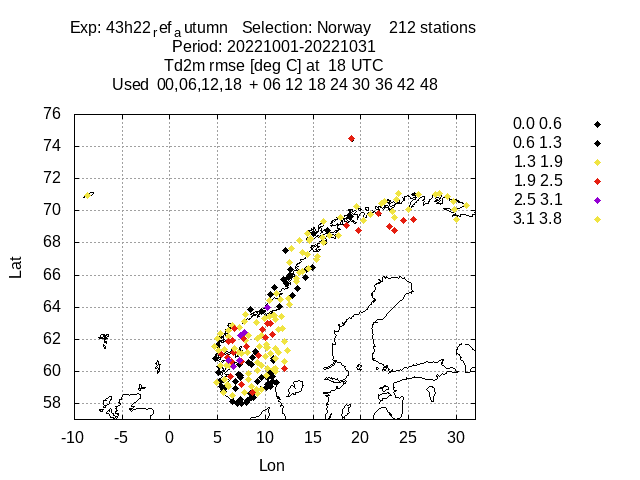 Exp: 43h22ref autumn   Selection: Norway    212 stations
Period: 20221001-20221031
Td2m rmse [deg C] at  18 UTC
Used  00,06,12,18  + 06 12 18 24 30 36 42 48
76
74
72
70
68
66
64
62
60
58
Lat
-10 -5 0 5 10 15 20 25 30
Lon
0.0 0.6
0.6 1.3
1.3 1.9
1.9 2.5
2.5 3.1
3.1 3.8